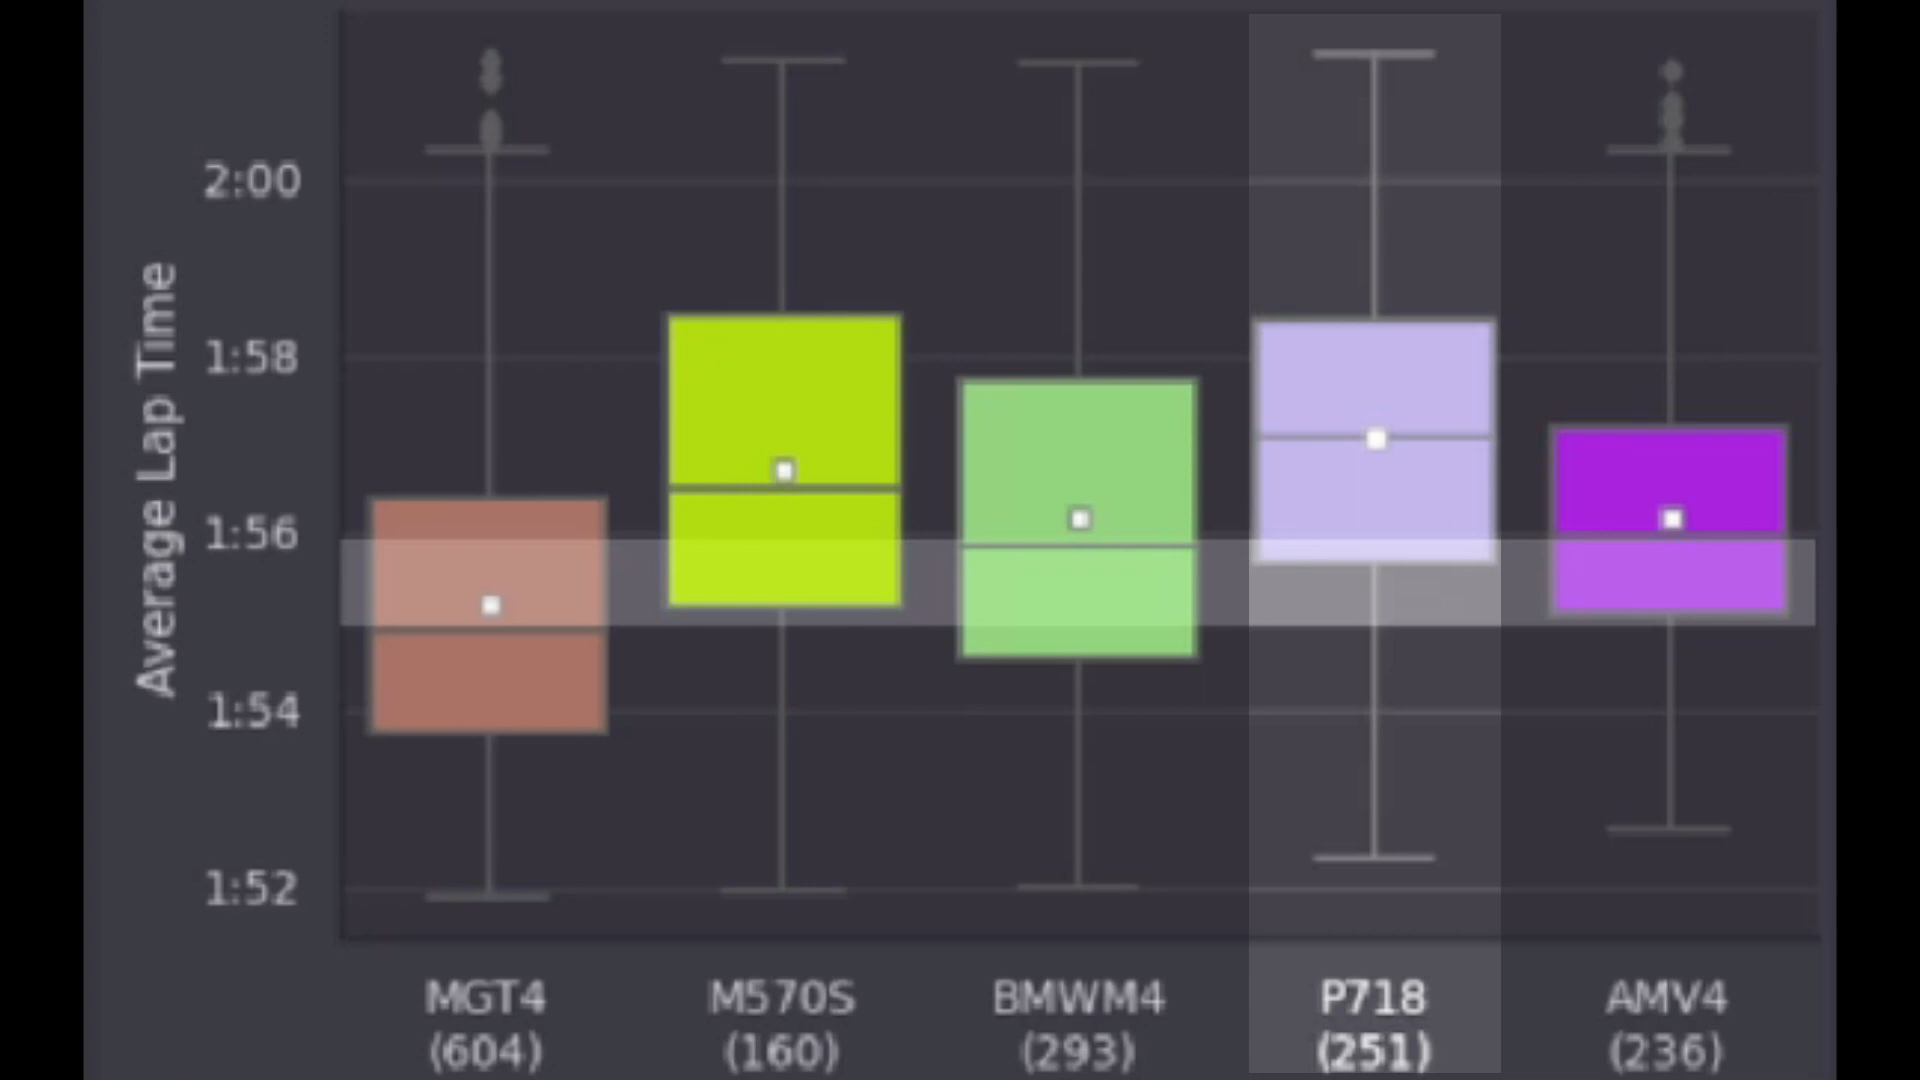 Average Lap Time
2:00
1:58
1:56
1:54
1:52
MGT4
(604)
M570S
(160)
BMWM4
(293)
P718
(251)
AMV4
(236)